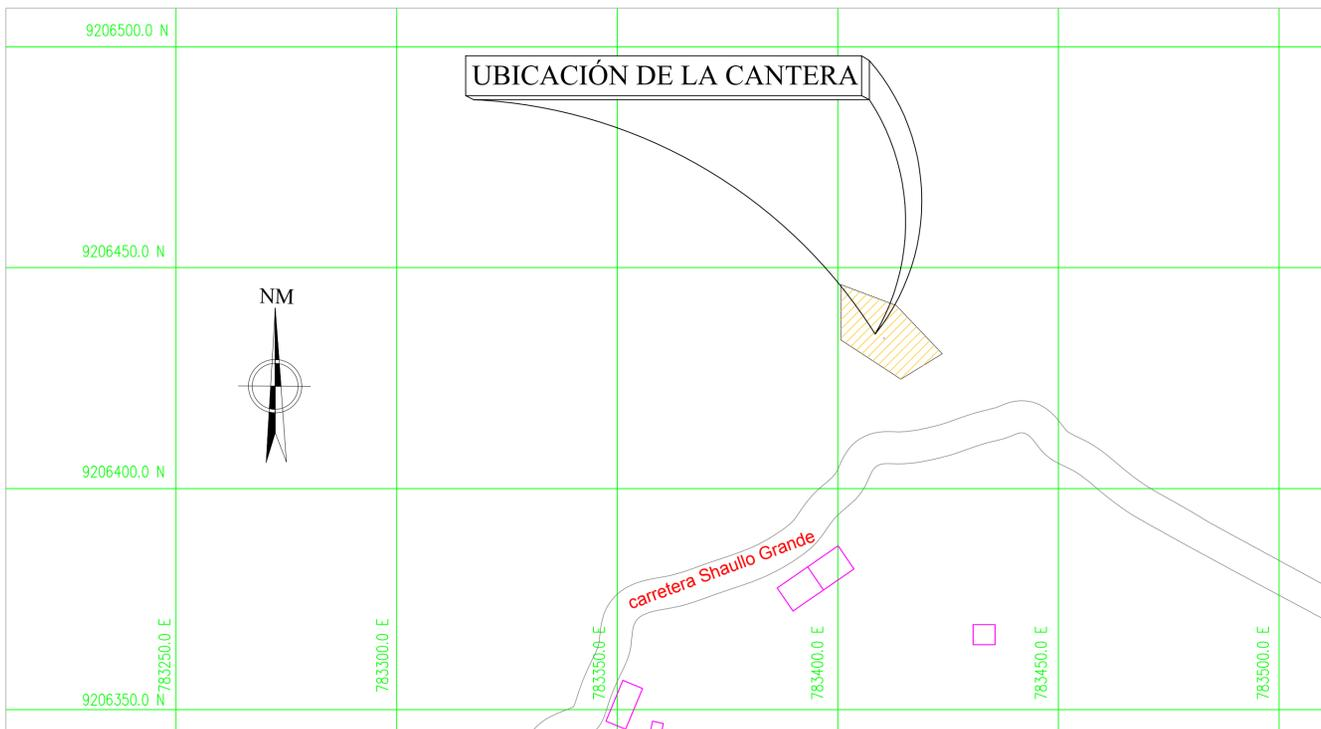 9206500.0 N
UBICACIÓN DE LA CANTERA
9206450.0 N
NM
9206400.0 N
carretera Shaullo Grande
783250.0 E
783300.0 E
783350.0 E
783400.0 E
783450.0 E
783500.0 E
9206350.0 N